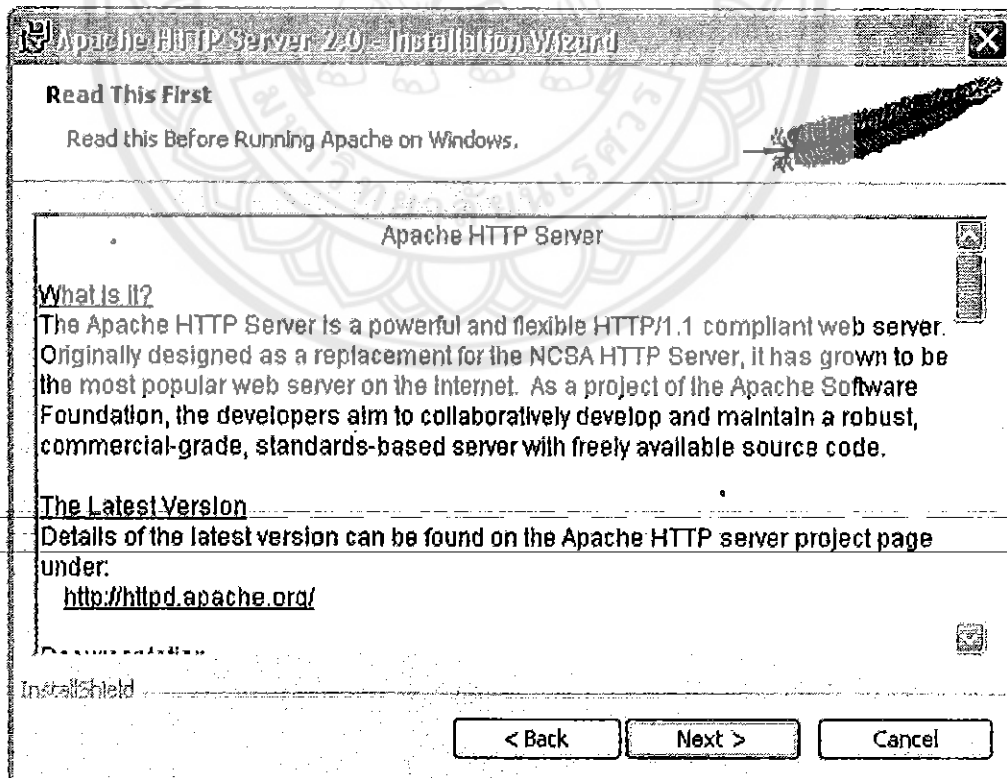 Apache HTTP Server 2.0 - Installation Wizard
Read This First
Read this Before Running Apache on Windows.
Apache HTTP Server
What is it?
The Apache HTTP Server is a powerful and flexible HTTP/1.1 compliant web server.
Originally designed as a replacement for the NCSA HTTP Server, it has grown to be
the most popular web server on the Internet. As a project of the Apache Software
Foundation, the developers aim to collaboratively develop and maintain a robust,
commercial-grade, standards-based server with freely available source code.
The Latest Version
Details of the latest version can be found on the Apache HTTP server project page
under:
http://httpd.apache.org/
InstallShield
< Back
Next >
Cancel